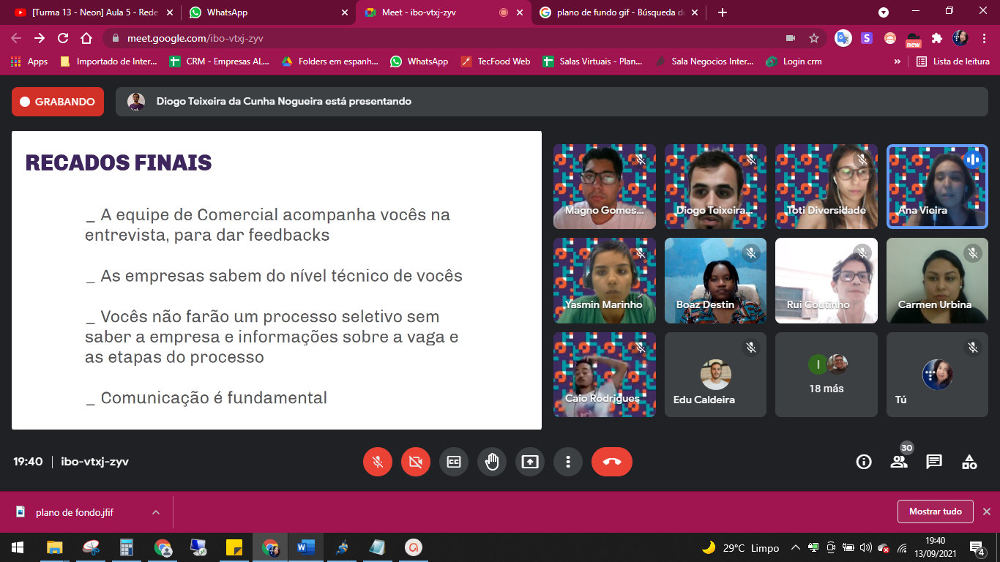 [Turma 13 - Neon] Aula 5 - Rede
WhatsApp
Meet - ibo-vtxj-zyv
plano de fundo gif - Búsqueda de
meet.google.com/ibo-vtxj-zyv
new
Apps
Importado de Inter...
CRM - Empresas AL...
Folders em espanh...
WhatsApp
TecFood Web
Salas Virtuais - Plan...
Sala Negocios Inter...
Login crm
»
Lista de leitura
GRABANDO
Diogo Teixeira da Cunha Nogueira está presentando
RECADOS FINAIS
_ A equipe de Comercial acompanha vocês na
entrevista, para dar feedbacks
_ As empresas sabem do nível técnico de vocês
_ Vocês não farão um processo seletivo sem
saber a empresa e informações sobre a vaga e
as etapas do processo
_ Comunicação é fundamental
Magno Gomes...
Diogo Teixeira...
Toti Diversidade
Ana Vieira
Yasmin Marinho
Boaz Destin
Rui Coutinho
Carmen Urbina
Caio Rodrigues
Edu Caldeira
I
18 más
Tú
19:40 | ibo-vtxj-zyv
CC
30
plano de fondo.jfif
Mostrar tudo
29°C Limpo
19:40
13/09/2021
4